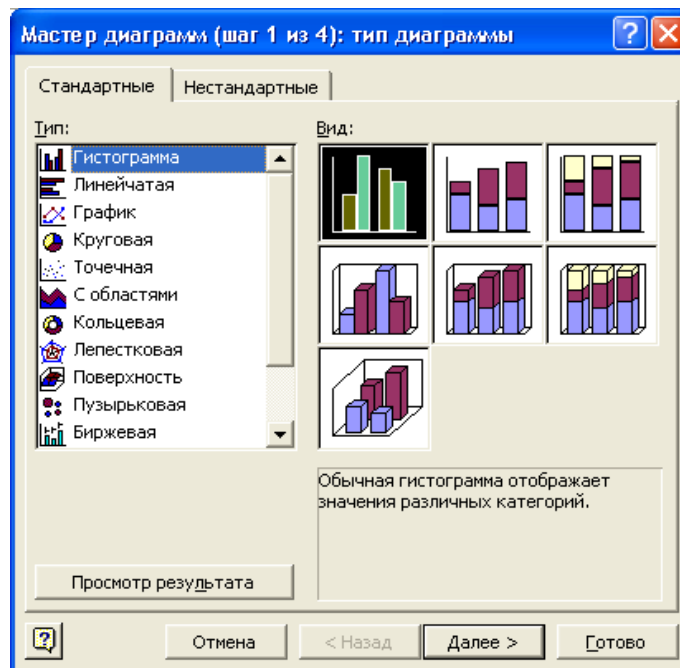 Мастер диаграмм (шаг 1 из 4): тип диаграммы
Стандартные
Нестандартные
Тип:
Гистограмма
Линейчатая
График
Круговая
Точечная
С областями
Кольцевая
Лепестковая
Поверхность
Пузырьковая
Биржевая
Вид:
Обычная гистограмма отображает
значения различных категорий.
Просмотр результата
Отмена
< Назад
Далее >
Готово